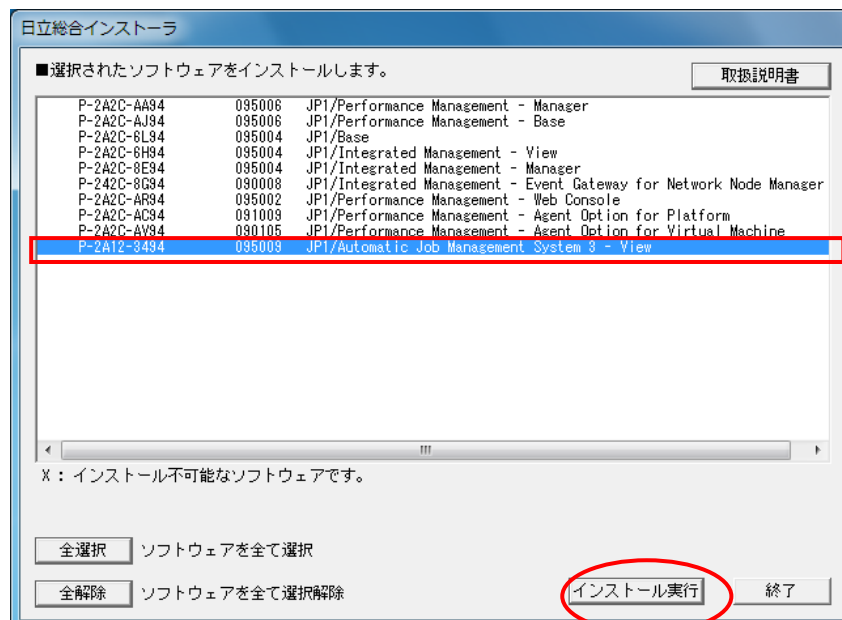 日立総合インストーラ
■選択されたソフトウェアをインストールします。
取扱説明書
P-2A2C-AA94 095006 JP1/Performance Management - Manager
P-2A2C-AJ94 095006 JP1/Performance Management - Base
P-2A2C-6L94 095004 JP1/Base
P-2A2C-6H94 095004 JP1/Integrated Management - View
P-2A2C-8E94 095004 JP1/Integrated Management - Manager
P-242C-8G94 090008 JP1/Integrated Management - Event Gateway for Network Node Manager
P-2A2C-AR94 095002 JP1/Performance Management - Web Console
P-2A2C-AC94 091009 JP1/Performance Management - Agent Option for Platform
P-2A2C-AV94 090105 JP1/Performance Management - Agent Option for Virtual Machine
P-2A12-3494 095009 JP1/Automatic Job Management System 3 - View
X : インストール不可能なソフトウェアです。
全選択 ソフトウェアを全て選択
全解除 ソフトウェアを全て選択解除 インストール実行 終了